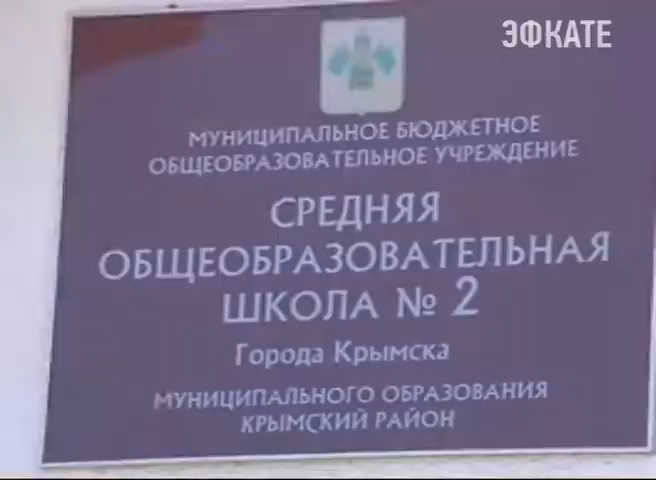 ЭФКАТЕ
МУНИЦИПАЛЬНОЕ БЮДЖЕТНОЕ
ОБЩЕОБРАЗОВАТЕЛЬНОЕ УЧРЕЖДЕНИЕ
СРЕДНЯЯ
ОБЩЕОБРАЗОВАТЕЛЬНАЯ
ШКОЛА № 2
Города Крымска
МУНИЦИПАЛЬНОГО ОБРАЗОВАНИЯ
КРЫМСКИЙ РАЙОН